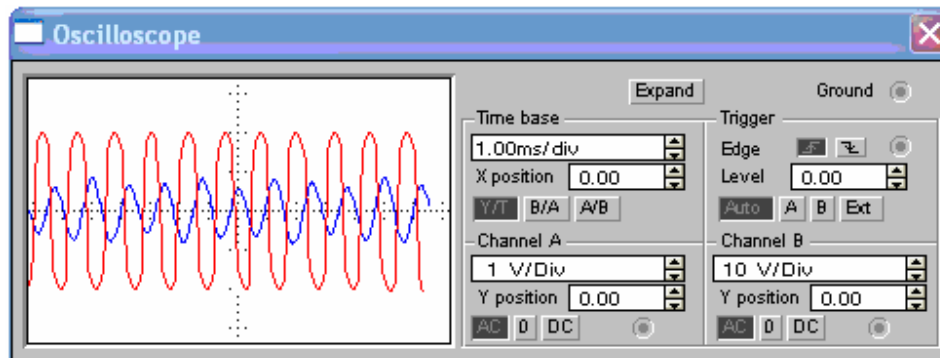 Oscilloscope
Expand Ground
Time base Trigger
1.00ms/div Edge
X position 0.00 Level 0.00
Y/T B/A A/B Auto A B Ext
Channel A Channel B
1 V/Div 10 V/Div
Y position 0.00 Y position 0.00
AC 0 DC AC 0 DC